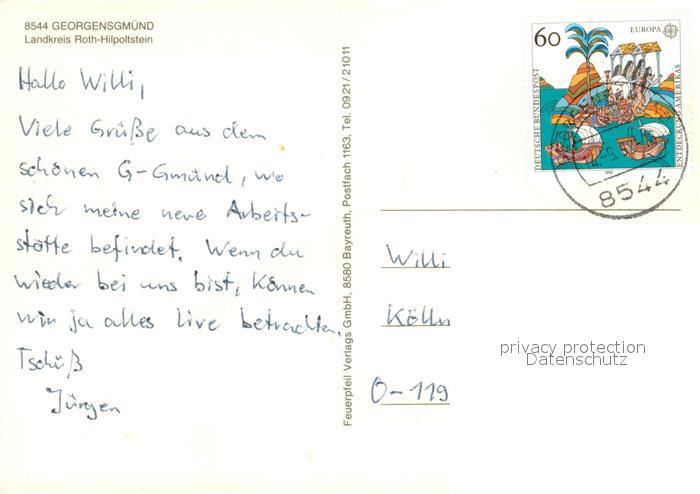 8544 GEORGENSGMÜND
Landkreis Roth-Hilpoltstein
Hallo Willi,
Viele Grüße aus dem
schönen G-Gmünd, wo
sich meine neue Arbeits-
stätte befindet. Wenn du
wieder bei uns bist, können
wir ja alles live betrachten.
Tschüß
Jürgen
Feuerpfeil Verlags GmbH, 8580 Bayreuth, Postfach 1163, Tel. 0921/21011
60
EUROPA
DEUTSCHE BUNDESPOST
ENTDECKUNG AMERIKAS
1992
8544
Willi
Kölln
O-119
privacy protection
Datenschutz